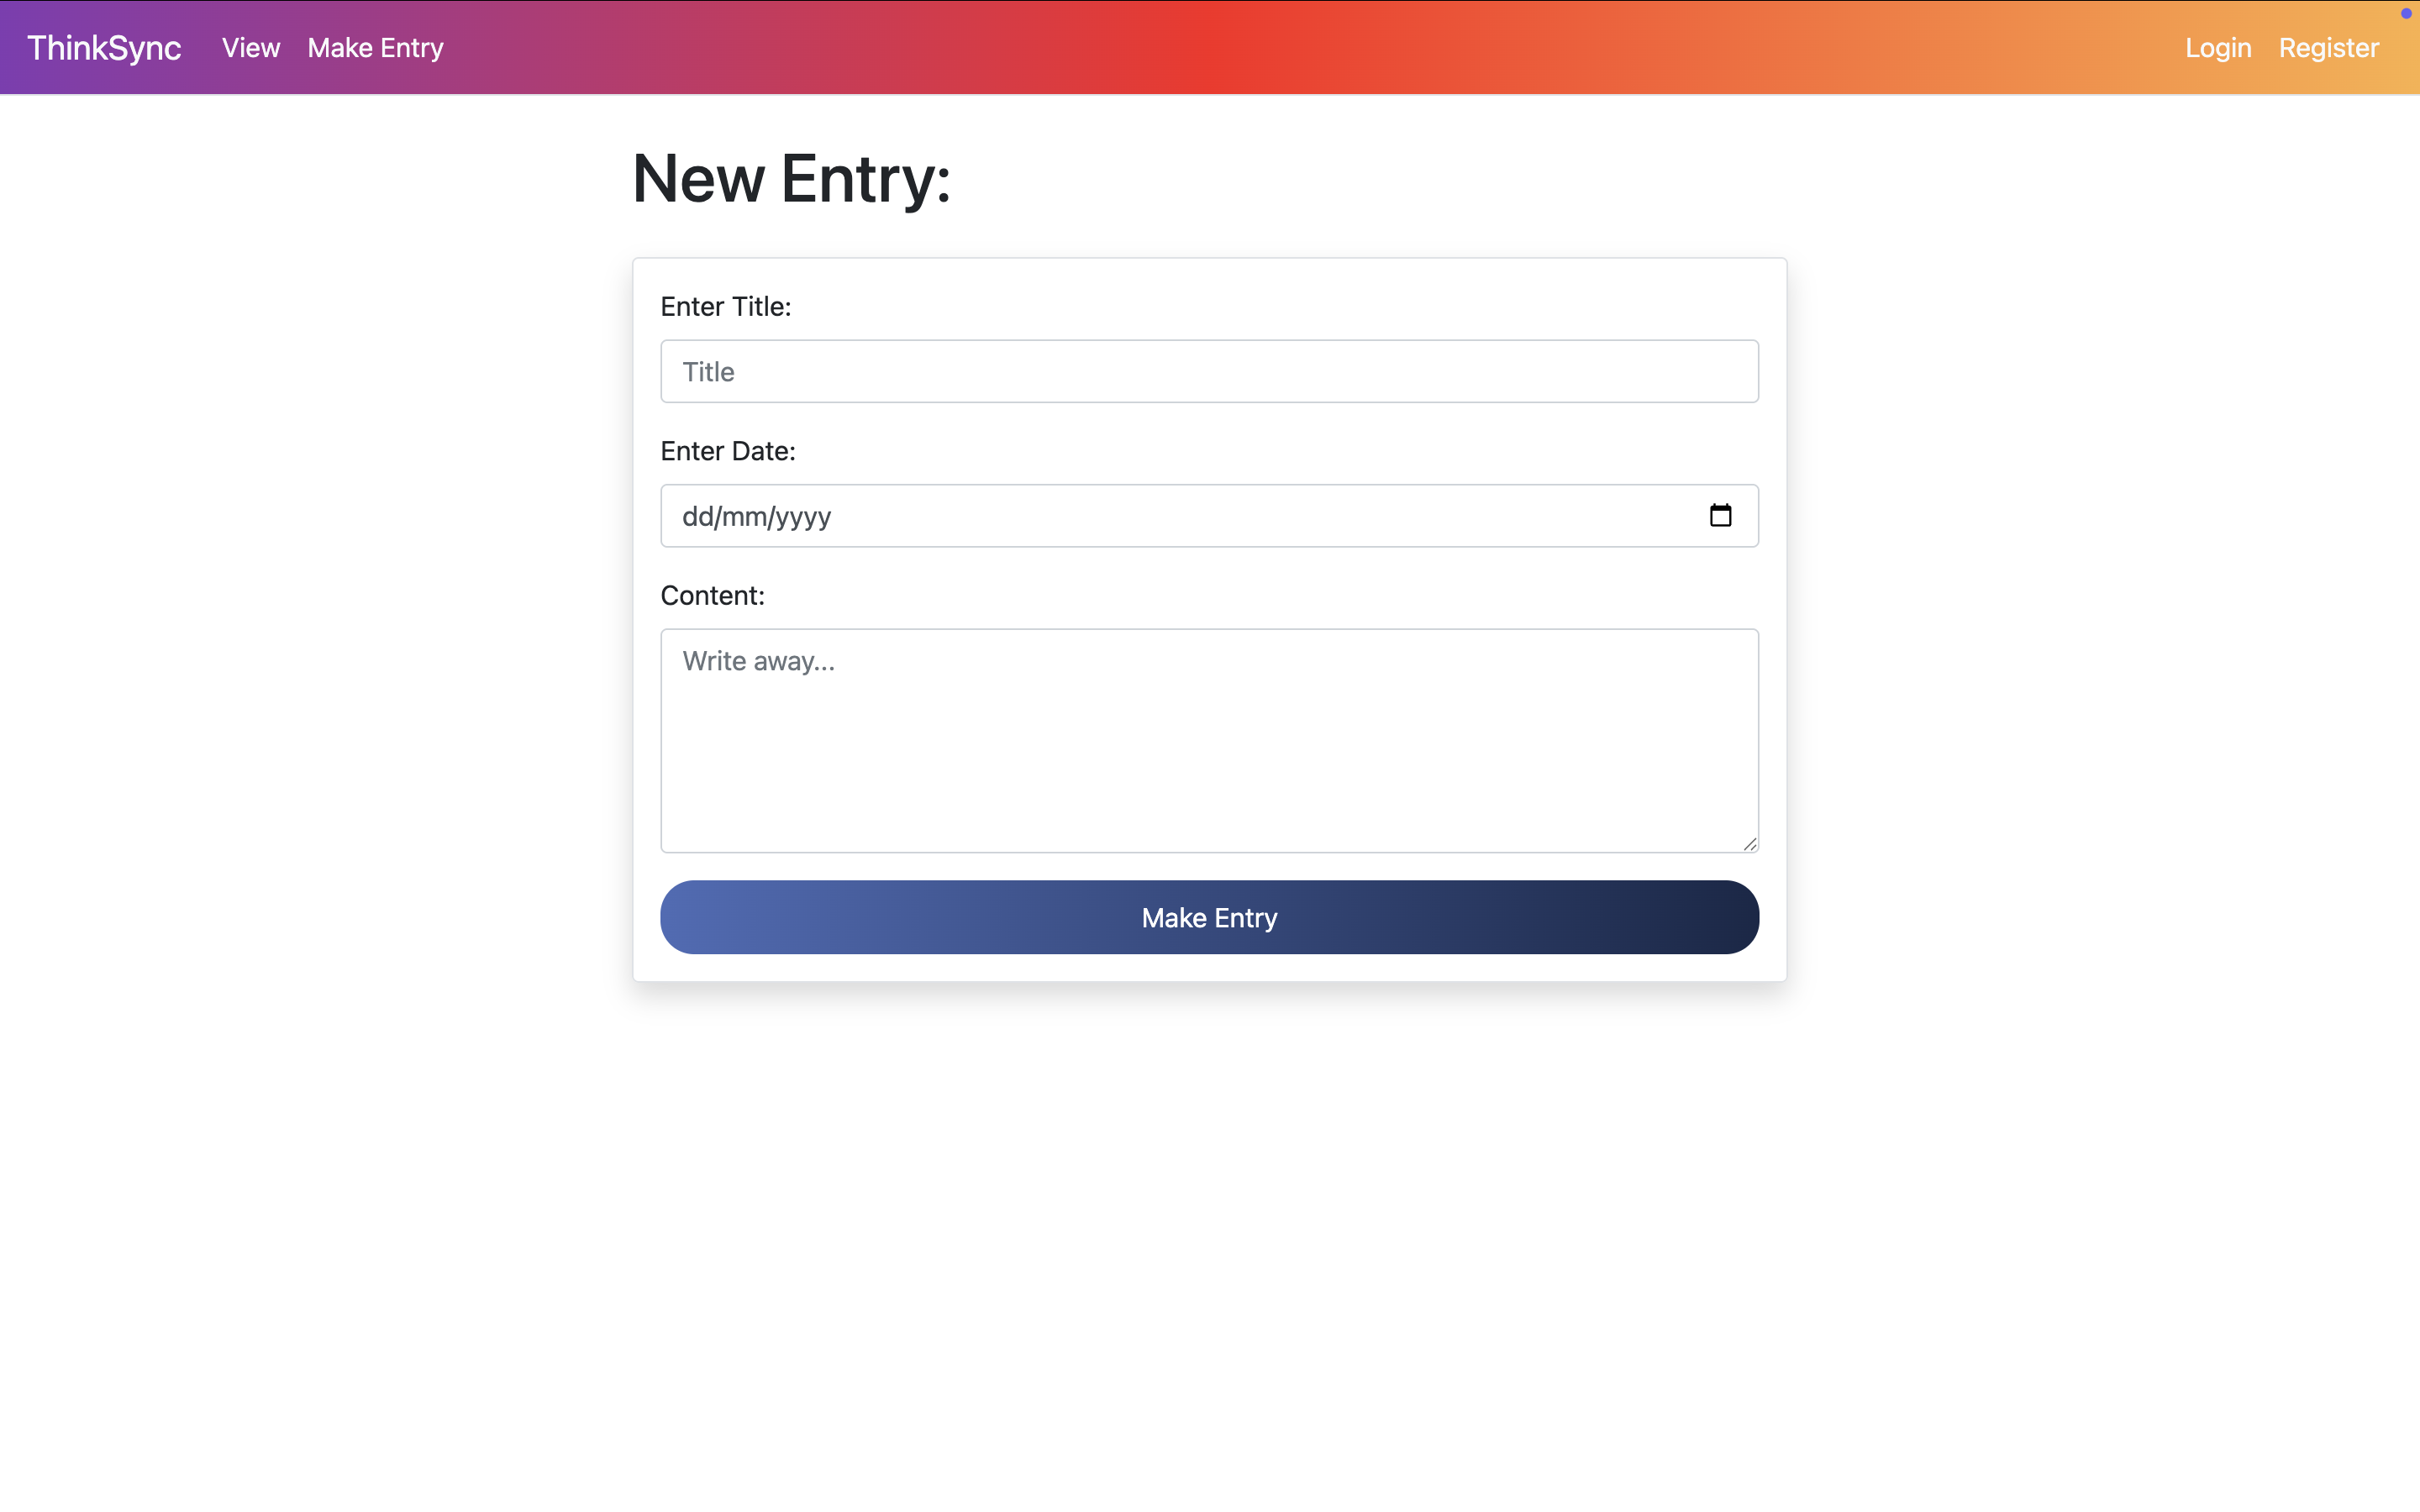 ThinkSync View Make Entry Login Register
New Entry:
Enter Title:
Title
Enter Date:
dd/mm/yyyy
Content:
Write away...
Make Entry